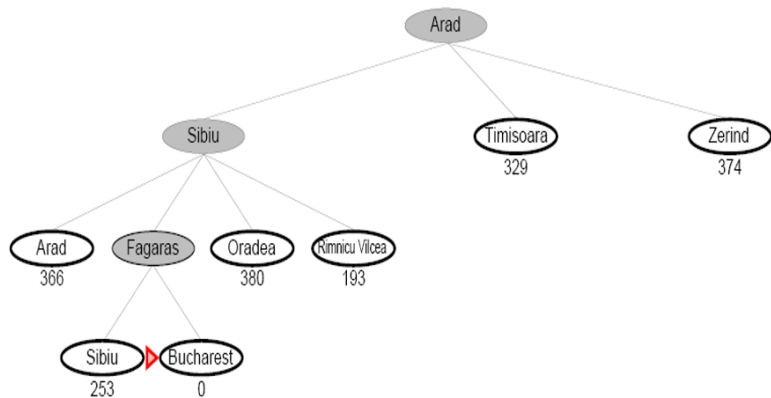 Arad
Sibiu
Timisoara
Zerind
329
374
Arad
Fagaras
Oradea
Rimnicu Vilcea
366
380
193
Sibiu
Bucharest
253
0